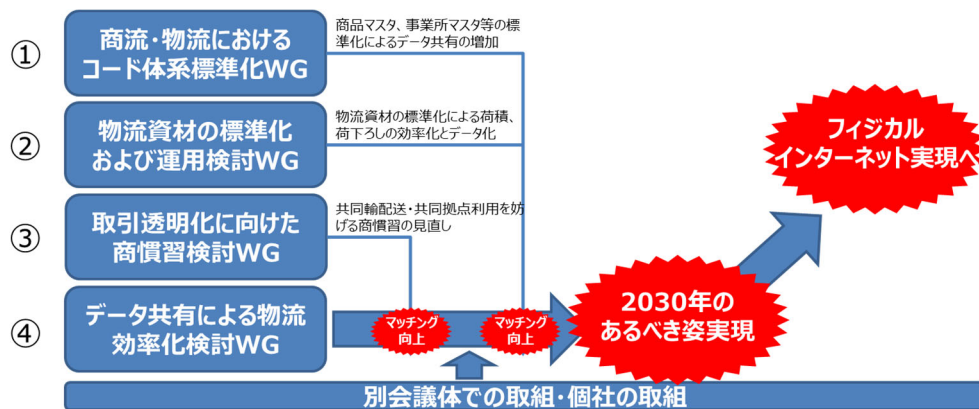 ①
商流・物流における
コード体系標準化WG
商品マスタ、事業所マスタ等の標
準化によるデータ共有の増加
②
物流資材の標準化
および運用検討WG
物流資材の標準化による荷積、
荷下ろしの効率化とデータ化
③
取引透明化に向けた
商慣習検討WG
共同輸配送・共同拠点利用を妨
げる商慣習の見直し
④
データ共有による物流
効率化検討WG
マッチング
向上
マッチング
向上
2030年の
あるべき姿実現
フィジカル
インターネット実現へ
別会議体での取組・個社の取組